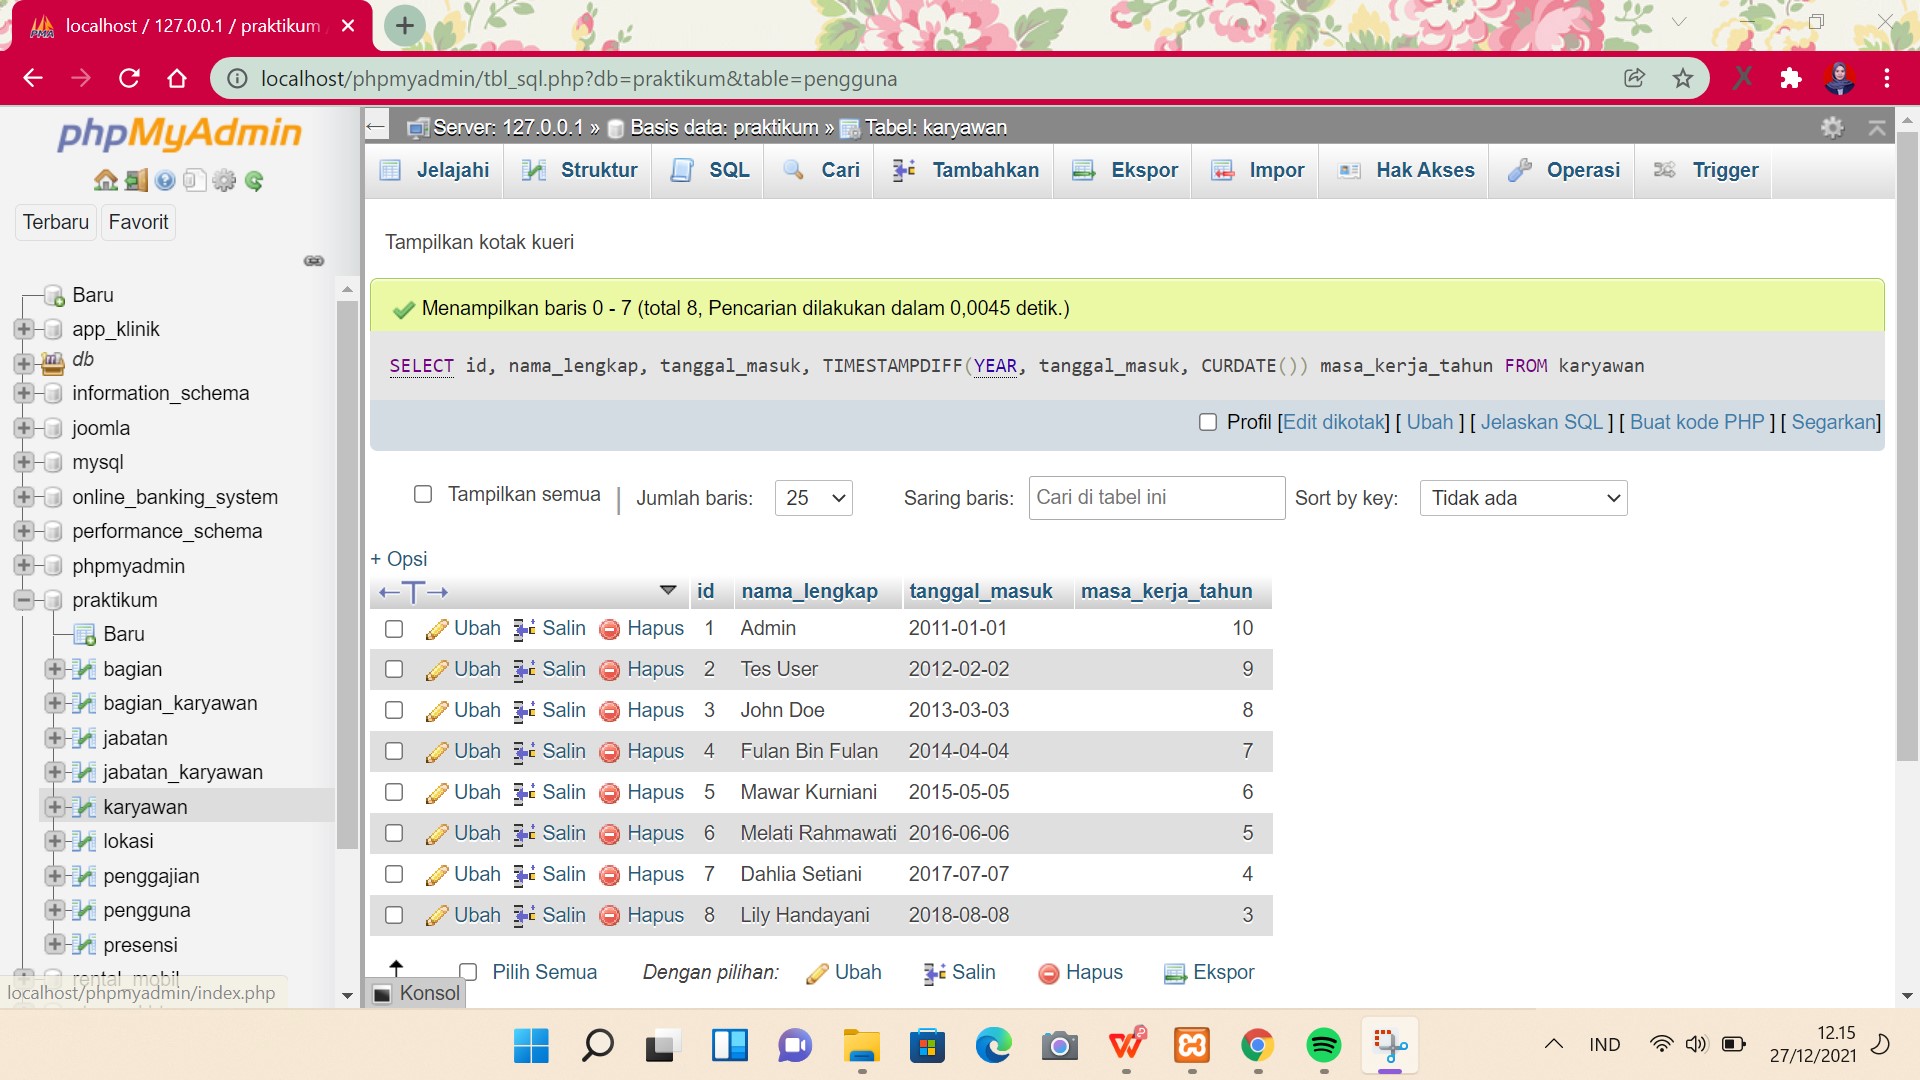 localhost / 127.0.0.1 / praktikum
localhost/phpmyadmin/tbl_sql.php?db=praktikum&table=pengguna
phpMyAdmin
Terbaru Favorit
Baru
app_klinik
db
information_schema
joomla
mysql
online_banking_system
performance_schema
phpmyadmin
praktikum
Baru
bagian
bagian_karyawan
jabatan
jabatan_karyawan
karyawan
lokasi
penggajian
pengguna
presensi
rental_mobil
localhost/phpmyadmin/index.php
Server: 127.0.0.1 » Basis data: praktikum » Tabel: karyawan
Jelajahi Struktur SQL Cari Tambahkan Ekspor Impor Hak Akses Operasi Trigger
Tampilkan kotak kueri
Menampilkan baris 0 - 7 (total 8, Pencarian dilakukan dalam 0,0045 detik.)
SELECT id, nama_lengkap, tanggal_masuk, TIMESTAMPDIFF(YEAR, tanggal_masuk, CURDATE()) masa_kerja_tahun FROM karyawan
Profil [Edit dikotak] [ Ubah ] [ Jelaskan SQL ] [ Buat kode PHP ] [ Segarkan]
Tampilkan semua | Jumlah baris: 25 Saring baris: Cari di tabel ini Sort by key: Tidak ada
+ Opsi
←T→ id nama_lengkap tanggal_masuk masa_kerja_tahun
Ubah Salin Hapus 1 Admin 2011-01-01 10
Ubah Salin Hapus 2 Tes User 2012-02-02 9
Ubah Salin Hapus 3 John Doe 2013-03-03 8
Ubah Salin Hapus 4 Fulan Bin Fulan 2014-04-04 7
Ubah Salin Hapus 5 Mawar Kurniani 2015-05-05 6
Ubah Salin Hapus 6 Melati Rahmawati 2016-06-06 5
Ubah Salin Hapus 7 Dahlia Setiani 2017-07-07 4
Ubah Salin Hapus 8 Lily Handayani 2018-08-08 3
Pilih Semua Dengan pilihan: Ubah Salin Hapus Ekspor
Konsol
IND
12.15
27/12/2021